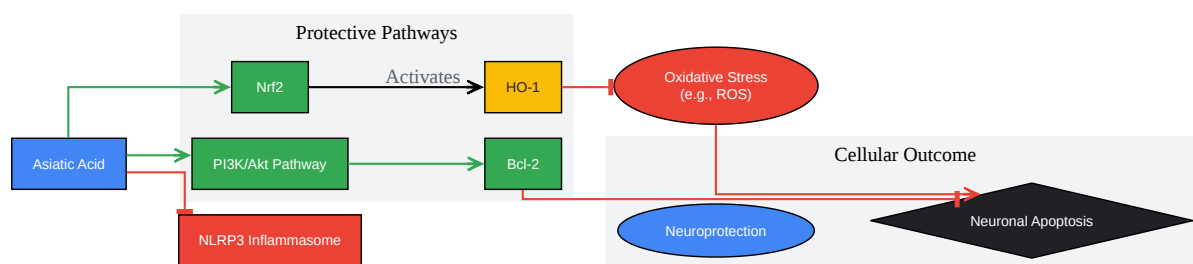 Protective Pathways
Activates
Nrf2
HO-1
Oxidative Stress
(e.g., ROS)
Asiatic Acid
PI3K/Akt Pathway
Bcl-2
Cellular Outcome
NLRP3 Inflammasome
Neuroprotection
Neuronal Apoptosis